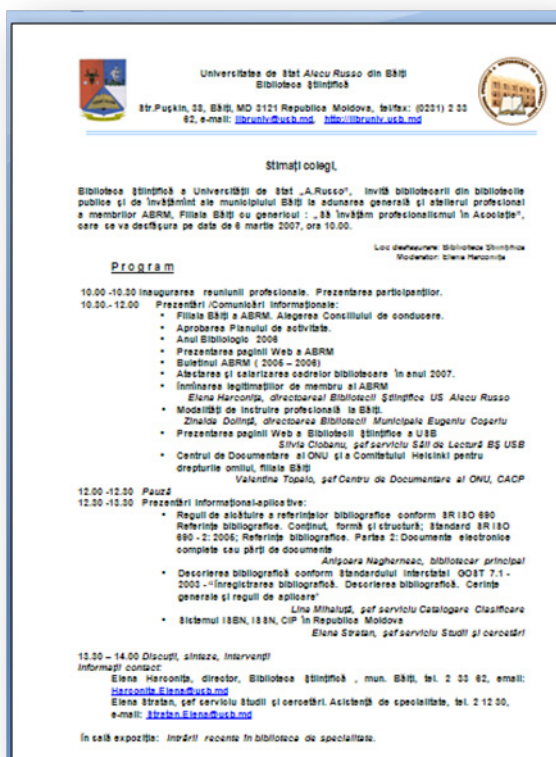 Universitatea de Stat Alecu Russo din Bălţi
Biblioteca Ştiinţifică
Str.Puşkin, 38, Bălţi, MD 3121 Republica Moldova, tel/fax: (0231) 2 33
62, e-mail: libruniv@usb.md, http://libruniv.usb.md
Stimaţi colegi,
Biblioteca Ştiinţifică a Universităţii de Stat „A.Russo”, invită bibliotecarii din bibliotecile
publice şi de învăţămînt ale municipiului Bălţi la adunarea generală şi atelierul profesional
a membrilor ABRM, Filiala Bălţi cu genericul : „Să învăţăm profesionalismul în Asociaţie”,
care se va desfăşura pe data de 6 martie 2007, ora 10.00.
Loc desfaşurare: Biblioteca Ştiinţifică
Moderator: Elena Harconiţa
Program
10.00 -10.30 Inaugurarea reuniunii profesionale. Prezentarea participanţilor.
10.30.- 12.00 Prezentări /Comunicări informaţionale:
• Filiala Bălţi a ABRM. Alegerea Consiliului de conducere.
• Aprobarea Planului de activitate.
• Anul Bibliologic 2006
• Prezentarea paginii Web a ABRM
• Buletinul ABRM ( 2005 – 2006)
• Atestarea şi salarizarea cadrelor bibliotecare în anul 2007.
• Înmînarea legitimaţiilor de membru al ABRM
Elena Harconiţa, directoareal Bibliotecii Ştiinţifice US Alecu Russo
• Modalităţi de instruire profesională la Bălţi.
Zinaida Dolinţă, directoarea Bibliotecii Municipale Eugeniu Coşeriu
• Prezentarea paginii Web a Bibliotecii Ştiinţifice a USB
Silvia Ciobanu, şef serviciu Săli de Lectură BŞ USB
• Centrul de Documentare al ONU şi a Comitetului Helsinki pentru
drepturile omilui, filiala Bălţi
Valentina Topalo, şef Centru de Documentare al ONU, CACP
12.00 -12.30 Pauză
12.30 -13.30 Prezentări informaţional-aplicative:
• Reguli de alcătuire a referinţelor bibliografice conform SR ISO 690
Referinţe bibliografice. Conţinut, formă şi structură; Standard SR ISO
690 - 2: 2005; Referinţe bibliografice. Partea 2: Documente electronice
complete sau părţi de documente
Anişoara Nagherneac, bibliotecar principal
• Descrierea bibliografică conform Standardului Interstatal GOST 7.1 -
2003 - “Înregistrarea bibliografică. Descrierea bibliografică. Cerinţe
generale şi reguli de aplicare”
Lina Mihaluţă, şef serviciu Catalogare Clasificare
• Sistemul ISBN, ISSN, CIP în Republica Moldova
Elena Stratan, şef serviciu Studii şi cercetări
13.30 – 14.00 Discuţii, sinteze, intervenţii
Informaţii contact:
Elena Harconiţa, director, Biblioteca Ştiinţifică , mun. Bălţi, tel. 2 33 62, email:
Harconita.Elena@usb.md
Elena Stratan, şef serviciu Studii şi cercetări. Asistenţă de specialitate, tel. 2 12 30,
e-mail: Stratan.Elena@usb.md
În sală expoziţia: Intrării recente în biblioteca de specialitate.